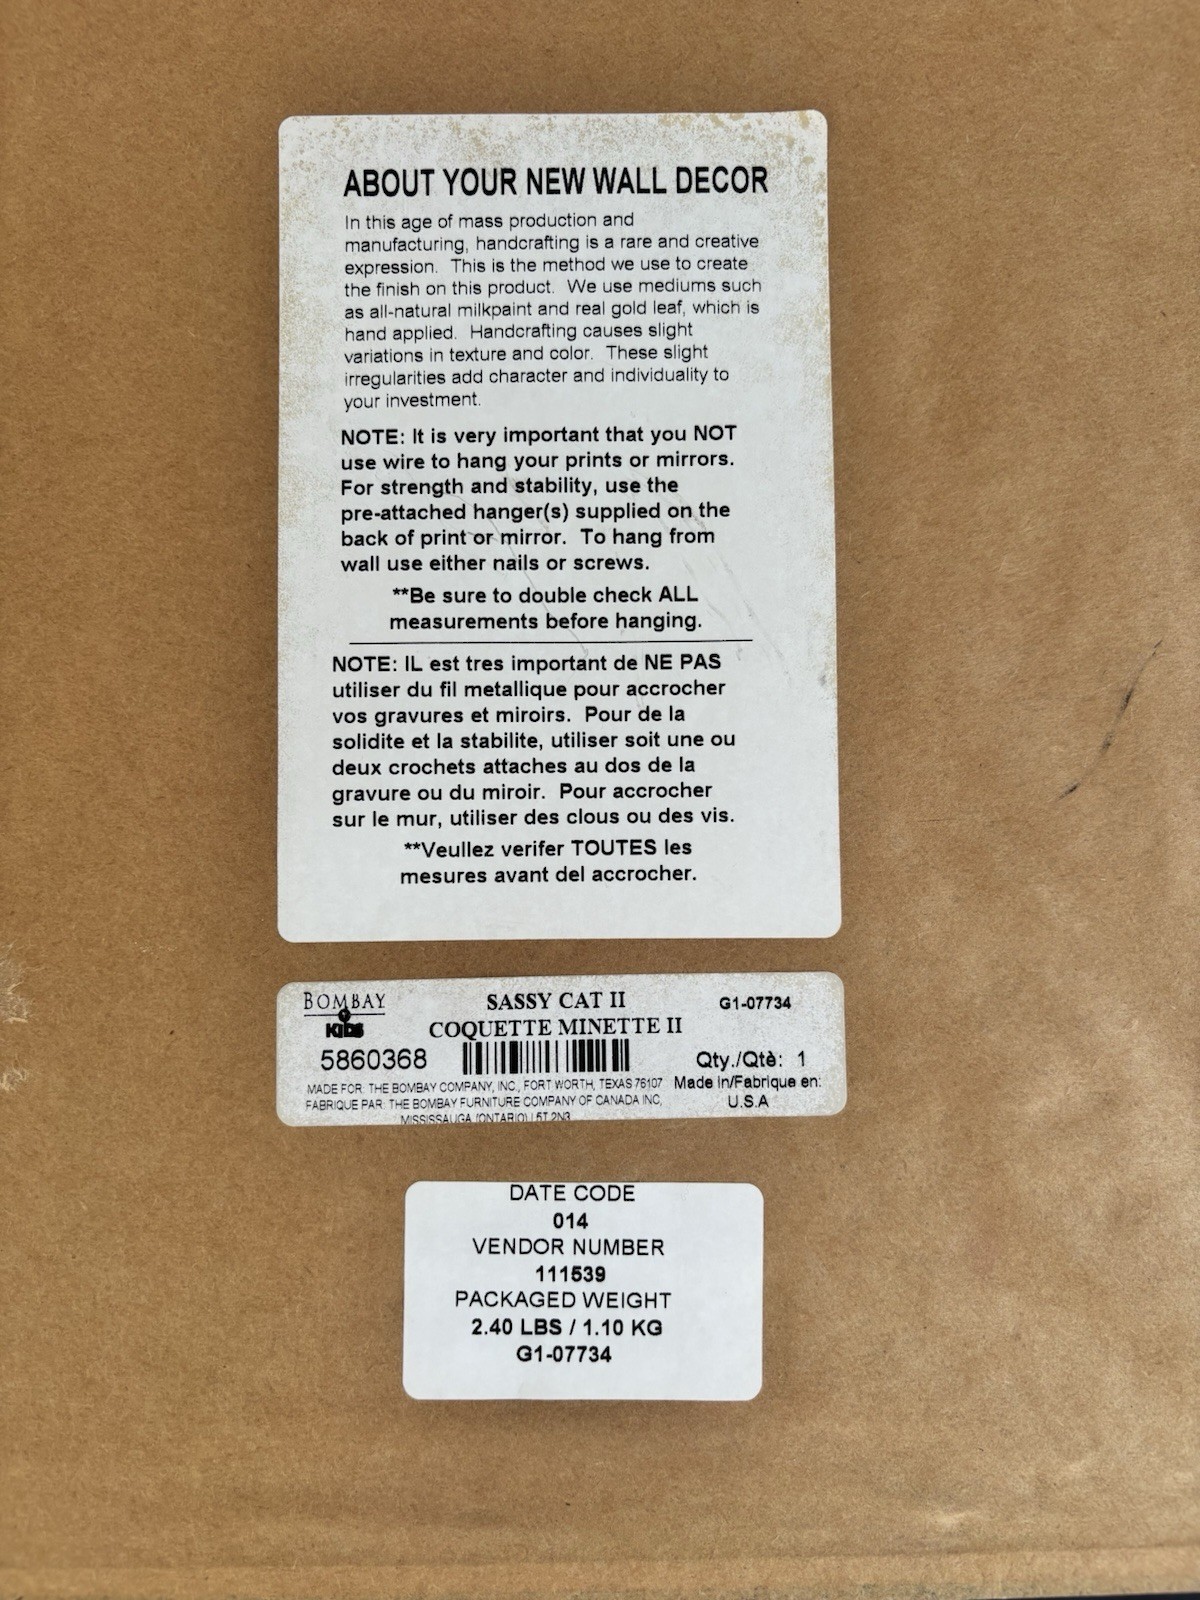 ABOUT YOUR NEW WALL DECOR
In this age of mass production and
manufacturing, handcrafting is a rare and creative
expression.  This is the method we use to create
the finish on this product.  We use mediums such
as all-natural milkpaint and real gold leaf, which is
hand applied.  Handcrafting causes slight
variations in texture and color.  These slight
irregularities add character and individuality to
your investment.
NOTE: It is very important that you NOT
use wire to hang your prints or mirrors.
For strength and stability, use the
pre-attached hanger(s) supplied on the
back of print or mirror.  To hang from
wall use either nails or screws.
**Be sure to double check ALL
measurements before hanging.
NOTE: IL est tres important de NE PAS
utiliser du fil metallique pour accrocher
vos gravures et miroirs.  Pour de la
solidite et la stabilite, utiliser soit une ou
deux crochets attaches au dos de la
gravure ou du miroir.  Pour accrocher
sur le mur, utiliser des clous ou des vis.
**Veullez verifer TOUTES les
mesures avant del accrocher.
BOMBAY
KIDS
SASSY CAT II
G1-07734
COQUETTE MINETTE II
5860368
Qty./Qtè: 1
MADE FOR: THE BOMBAY COMPANY, INC., FORT WORTH, TEXAS 76107
Made In/Fabrique en:
FABRIQUE PAR: THE BOMBAY FURNITURE COMPANY OF CANADA INC,
U.S.A
MISSISSAUGA (ONTARIO) L5T 2N3
DATE CODE
014
VENDOR NUMBER
111539
PACKAGED WEIGHT
2.40 LBS / 1.10 KG
G1-07734